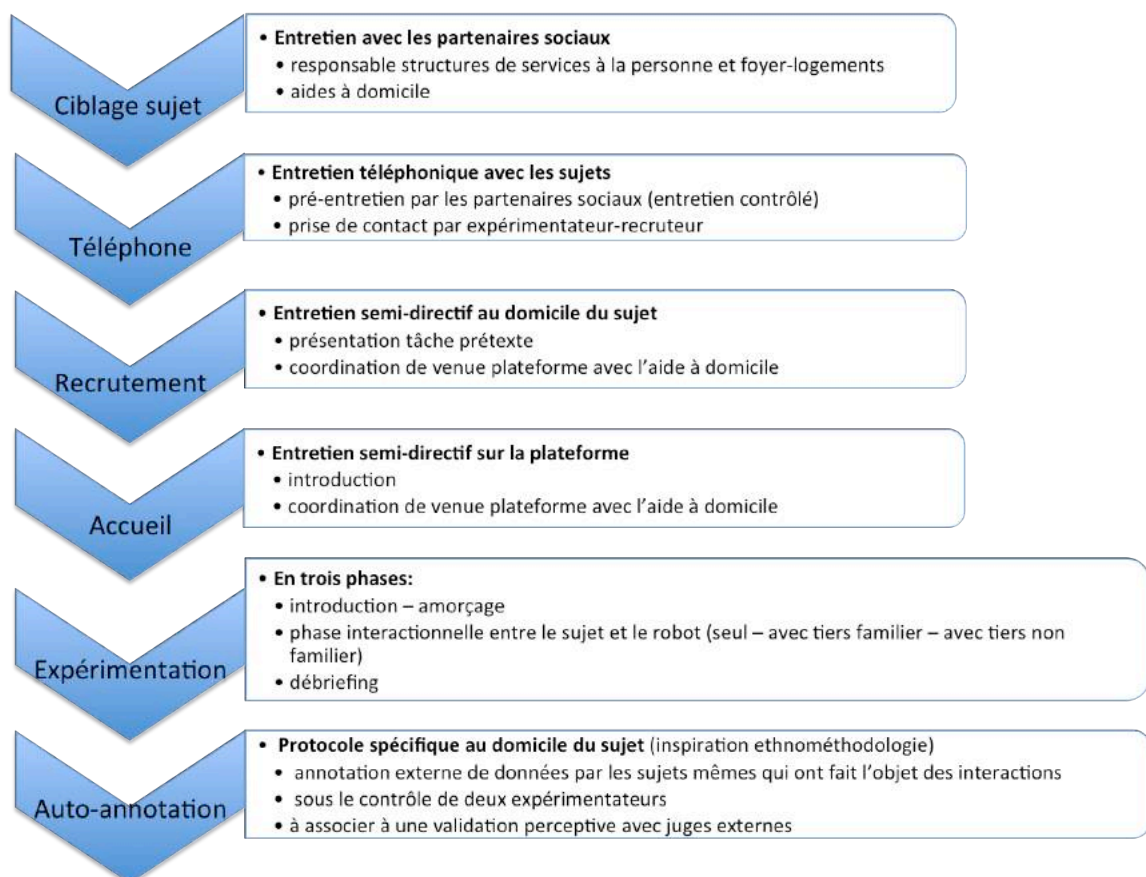 Ciblage sujet
• Entretien avec les partenaires sociaux
• responsable structures de services à la personne et foyer-logements
• aides à domicile
Téléphone
• Entretien téléphonique avec les sujets
• pré-entretien par les partenaires sociaux (entretien contrôlé)
• prise de contact par expérimentateur-recruteur
Recrutement
• Entretien semi-directif au domicile du sujet
• présentation tâche prétexte
• coordination de venue plateforme avec l'aide à domicile
Accueil
• Entretien semi-directif sur la plateforme
• introduction
• coordination de venue plateforme avec l'aide à domicile
Expérimentation
• En trois phases:
• introduction – amorçage
• phase interactionnelle entre le sujet et le robot (seul – avec tiers familier – avec tiers non
familier)
• débriefing
Auto-annotation
• Protocole spécifique au domicile du sujet (inspiration ethnométhodologie)
• annotation externe de données par les sujets mêmes qui ont fait l'objet des interactions
• sous le contrôle de deux expérimentateurs
• à associer à une validation perceptive avec juges externes